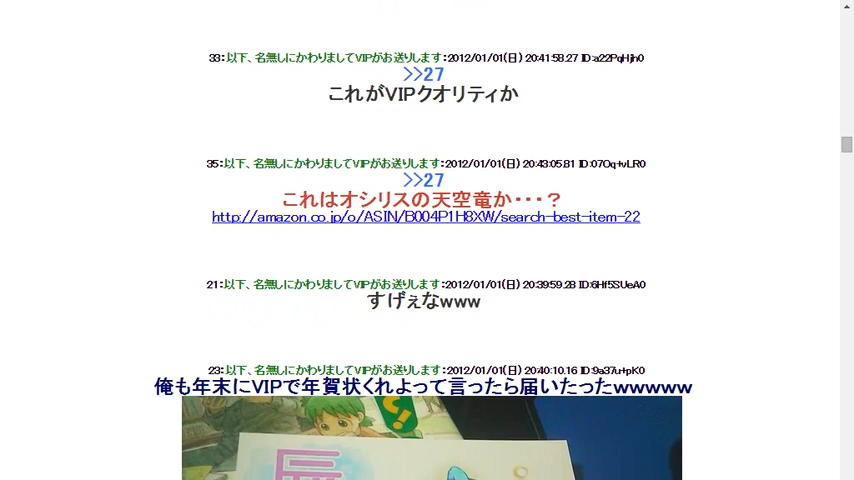 33：以下、名無しにかわりましてVIPがお送りします：2012/01/01(日) 20:41:58.27 ID:a22PqHjh0
>>27
これがVIPクオリティか
35：以下、名無しにかわりましてVIPがお送りします：2012/01/01(日) 20:43:05.81 ID:07Oq+vLR0
>>27
これはオシリスの天空竜か・・・？
http://amazon.co.jp/o/ASIN/B004P1H8XW/search-best-item-22
21：以下、名無しにかわりましてVIPがお送りします：2012/01/01(日) 20:39:59.28 ID:6Hf5SUeA0
すげぇなwww
23：以下、名無しにかわりましてVIPがお送りします：2012/01/01(日) 20:40:10.16 ID:9a37u+pK0
俺も年末にVIPで年賀状くれよって言ったら届いたったwwwww